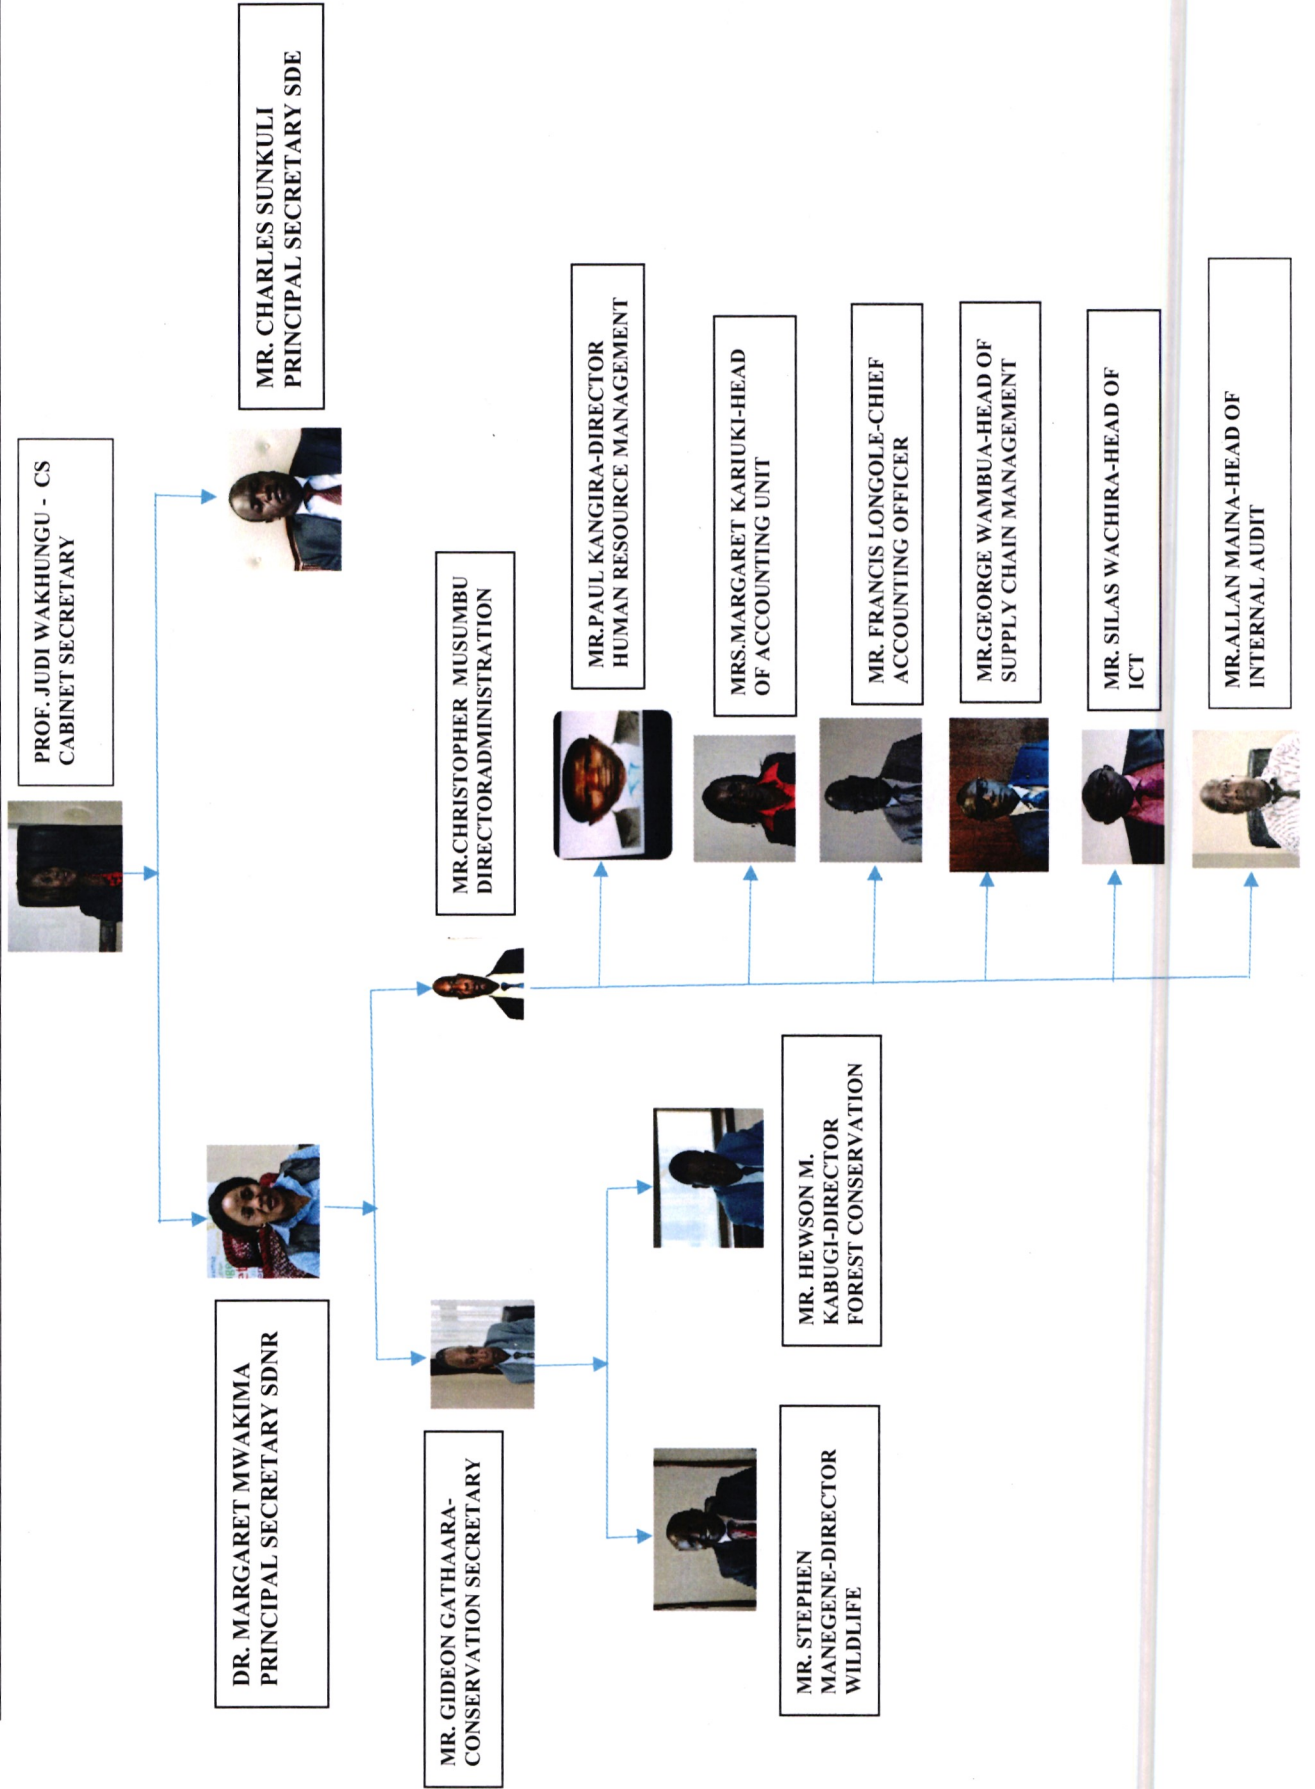 PROF. JUDI WAKHUNGU - CS
CABINET SECRETARY
DR. MARGARET MWAKIMA
PRINCIPAL SECRETARY SDNR
MR. CHARLES SUNKULI
PRINCIPAL SECRETARY SDE
MR. GIDEON GATHAARA-
CONSERVATION SECRETARY
MR.CHRISTOPHER MUSUMBU
DIRECTORADMINISTRATION
MR. STEPHEN
MANEGENE-DIRECTOR
WILDLIFE
MR. HEWSON M.
KABUGI-DIRECTOR
FOREST CONSERVATION
MR.PAUL KANGIRA-DIRECTOR
HUMAN RESOURCE MANAGEMENT
MRS.MARGARET KARIUKI-HEAD
OF ACCOUNTING UNIT
MR. FRANCIS LONGOLE-CHIEF
ACCOUNTING OFFICER
MR.GEORGE WAMBUA-HEAD OF
SUPPLY CHAIN MANAGEMENT
MR. SILAS WACHIRA-HEAD OF
ICT
MR.ALLAN MAINA-HEAD OF
INTERNAL AUDIT